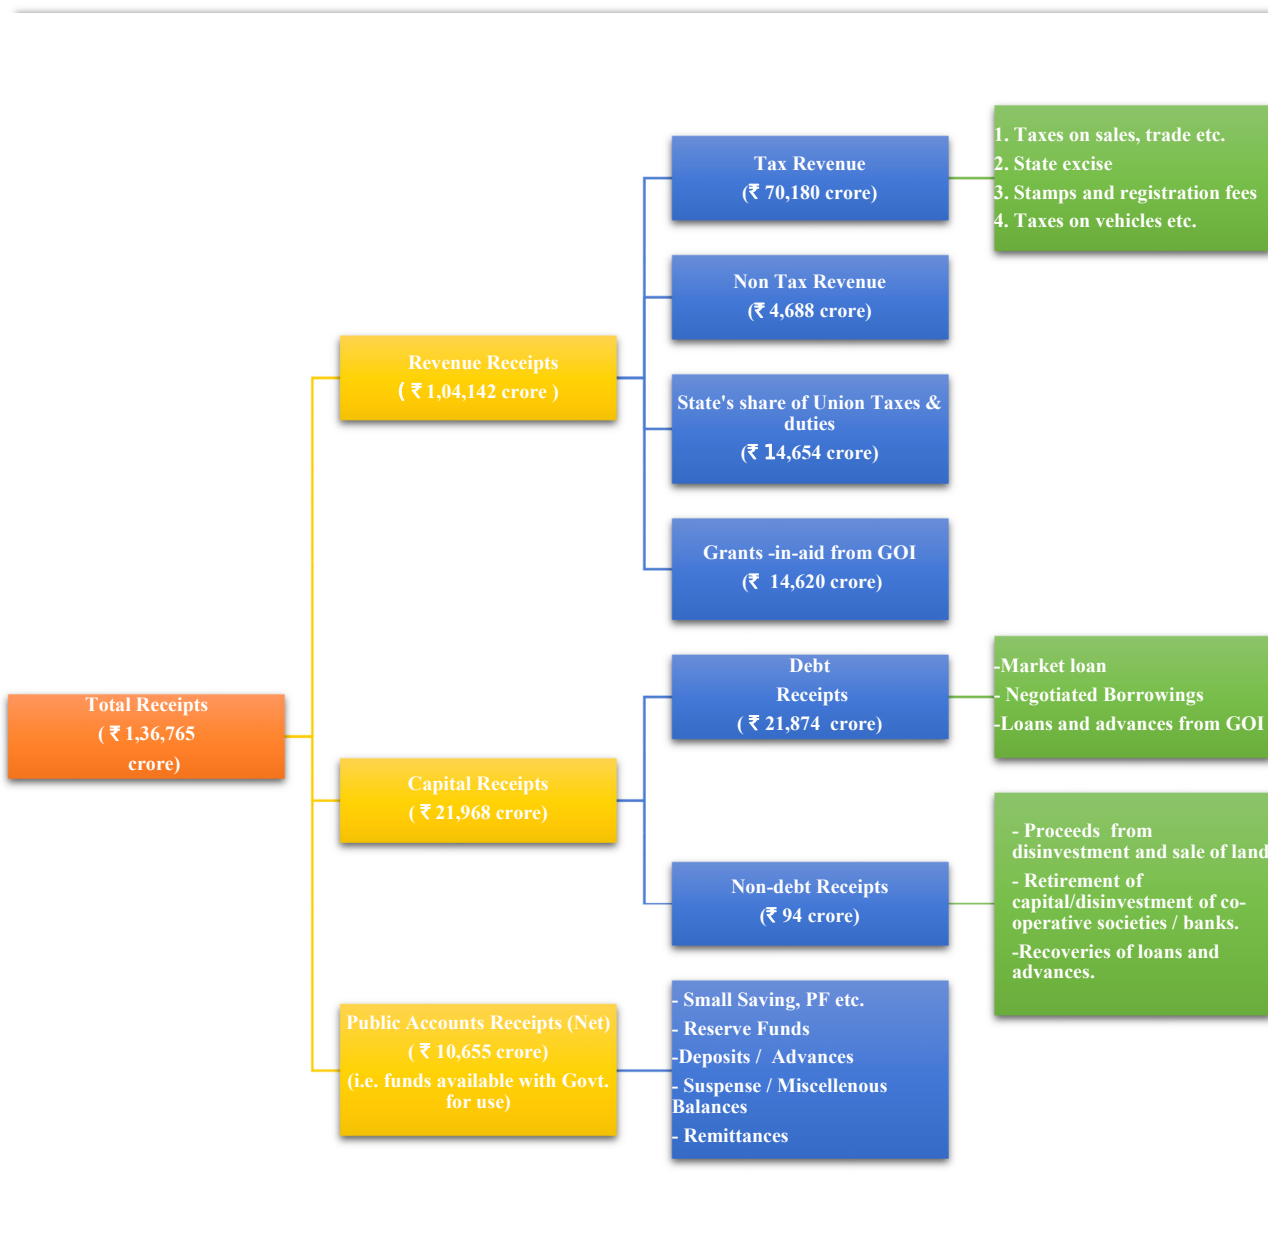 Total Receipts
( ₹ 1,36,765
crore)
Revenue Receipts
( ₹ 1,04,142 crore )
Tax Revenue
(₹ 70,180 crore)
1. Taxes on sales, trade etc.
2. State excise
3. Stamps and registration fees
4. Taxes on vehicles etc.
Non Tax Revenue
(₹ 4,688 crore)
State's share of Union Taxes &
duties
(₹ 14,654 crore)
Grants -in-aid from GOI
(₹ 14,620 crore)
Capital Receipts
( ₹ 21,968 crore)
Debt
Receipts
( ₹ 21,874 crore)
-Market loan
- Negotiated Borrowings
-Loans and advances from GOI
Non-debt Receipts
(₹ 94 crore)
- Proceeds from
disinvestment and sale of land
- Retirement of
capital/disinvestment of co-
operative societies / banks.
-Recoveries of loans and
advances.
Public Accounts Receipts (Net)
( ₹ 10,655 crore)
(i.e. funds available with Govt.
for use)
- Small Saving, PF etc.
- Reserve Funds
-Deposits / Advances
- Suspense / Miscellenous
Balances
- Remittances